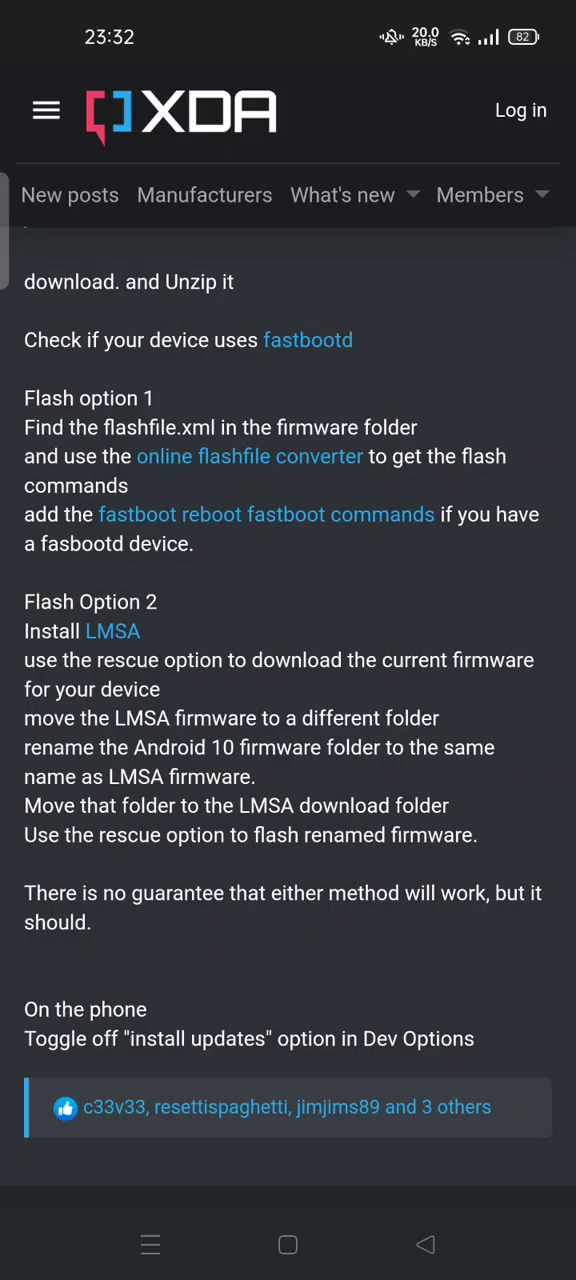 23:32
20.0
KB/S
82
XDA
Log in
New posts Manufacturers What's new Members
download. and Unzip it
Check if your device uses fastbootd
Flash option 1
Find the flashfile.xml in the firmware folder
and use the online flashfile converter to get the flash
commands
add the fastboot reboot fastboot commands if you have
a fasbootd device.
Flash Option 2
Install LMSA
use the rescue option to download the current firmware
for your device
move the LMSA firmware to a different folder
rename the Android 10 firmware folder to the same
name as LMSA firmware.
Move that folder to the LMSA download folder
Use the rescue option to flash renamed firmware.
There is no guarantee that either method will work, but it
should.
On the phone
Toggle off "install updates" option in Dev Options
c33v33, resettispaghetti, jimjims89 and 3 others